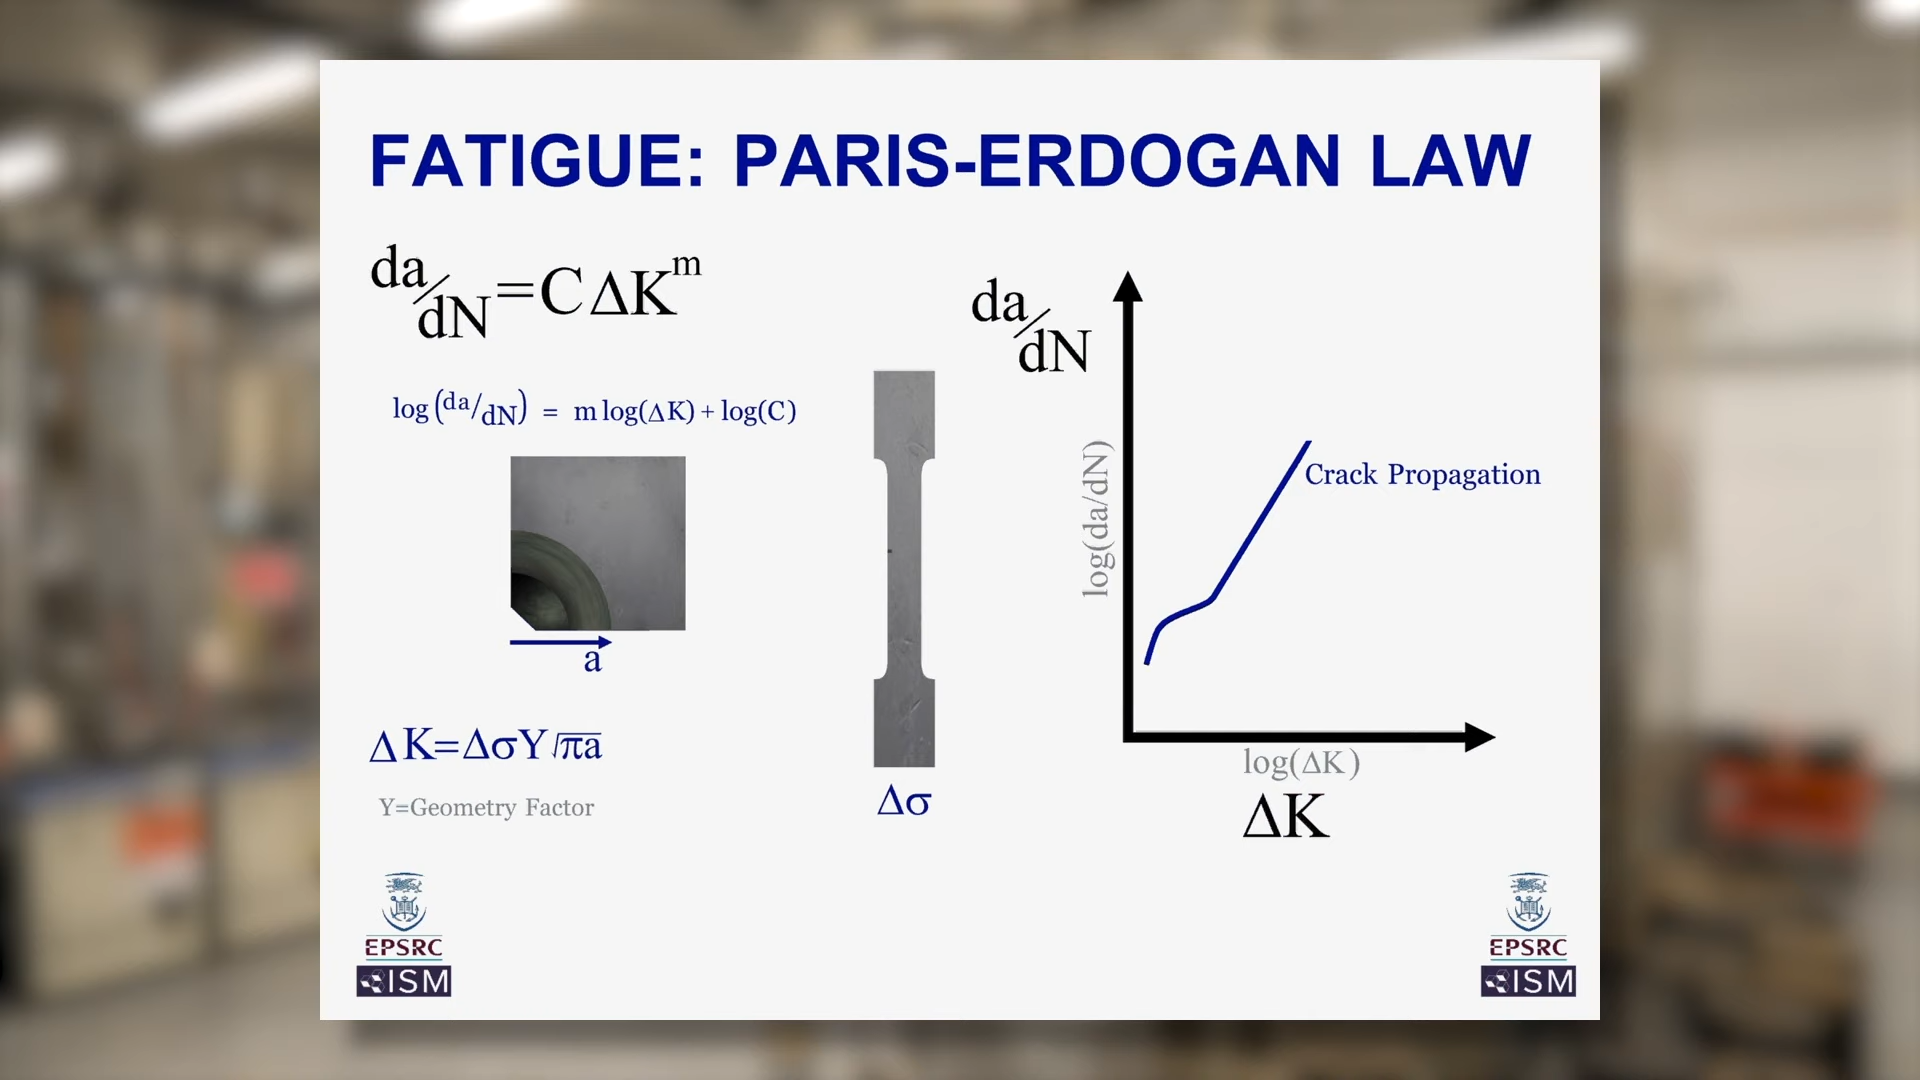 FATIGUE: PARIS-ERDOGAN LAW
da/dN=CΔK^m
log(da/dN) = m log(ΔK) + log(C)
a
ΔK=ΔσY√πa
Y=Geometry Factor
Δσ
da/dN
log(da/dN)
Crack Propagation
log(ΔK)
ΔK
EPSRC
ISM
EPSRC
ISM